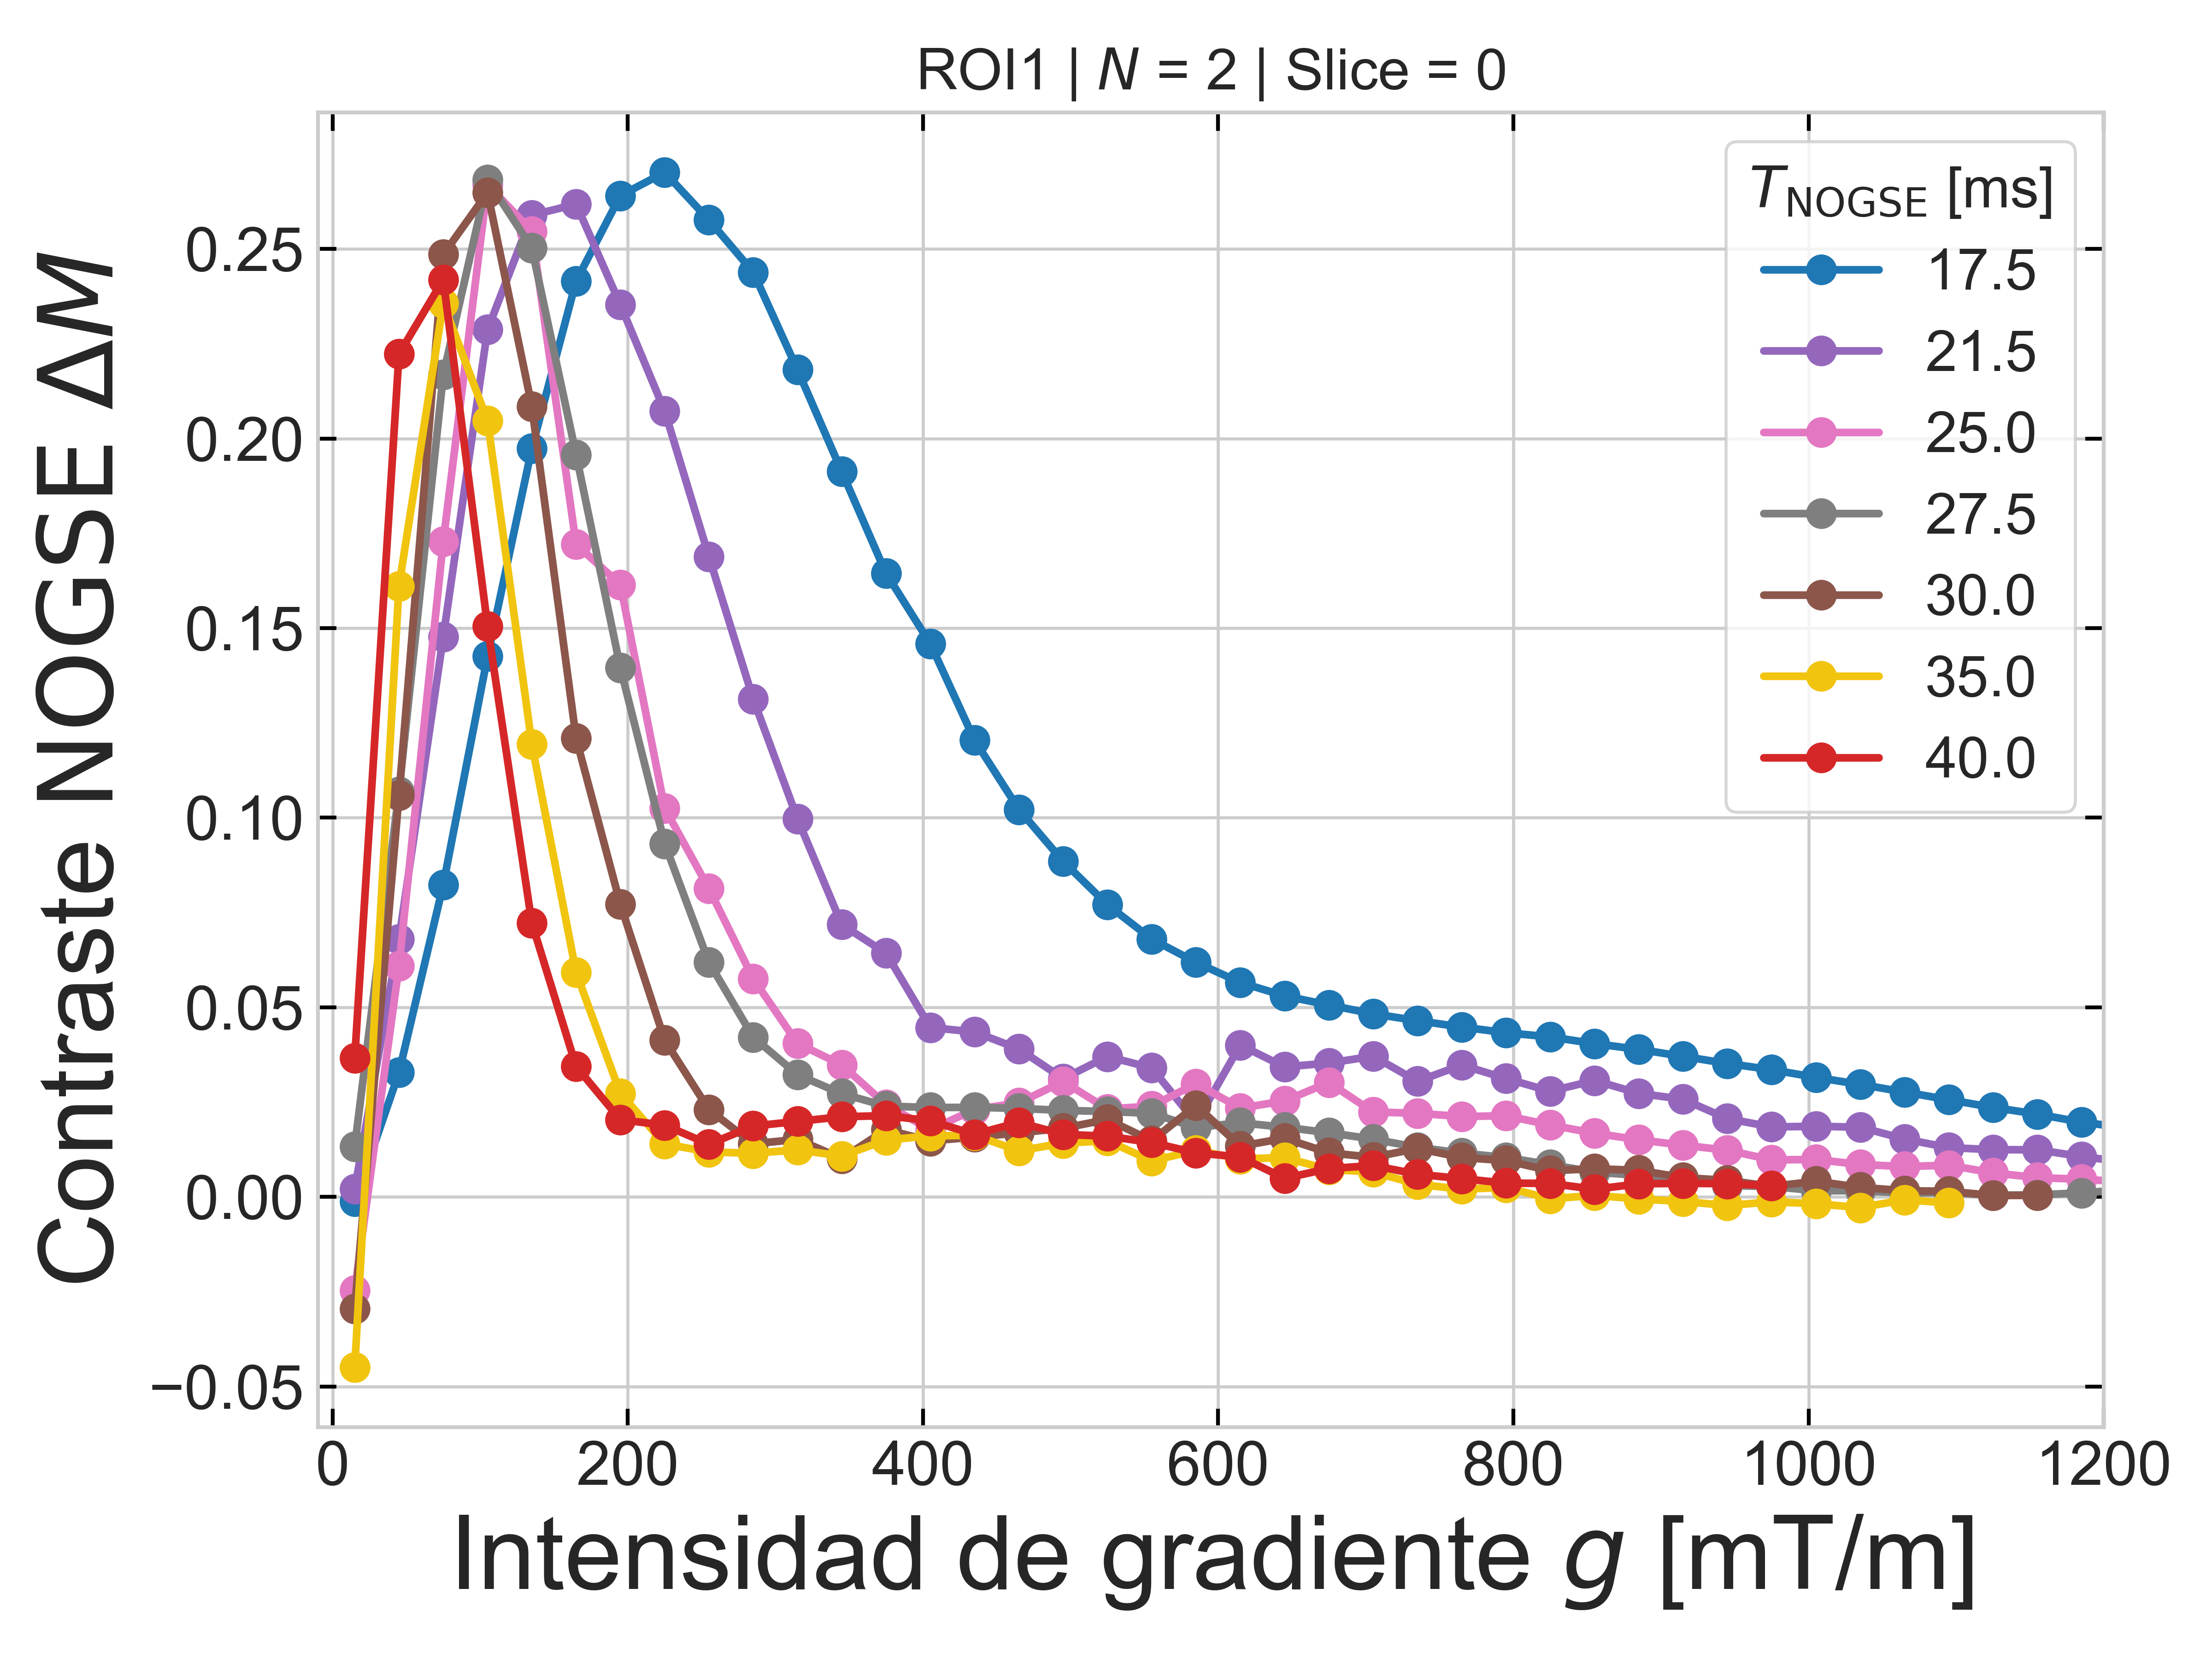 ROI1 | N = 2 | Slice = 0
Contraste NOGSE ΔM
0.25
0.20
0.15
0.10
0.05
0.00
−0.05
T_NOGSE [ms]
17.5
21.5
25.0
27.5
30.0
35.0
40.0
0 200 400 600 800 1000 1200
Intensidad de gradiente g [mT/m]